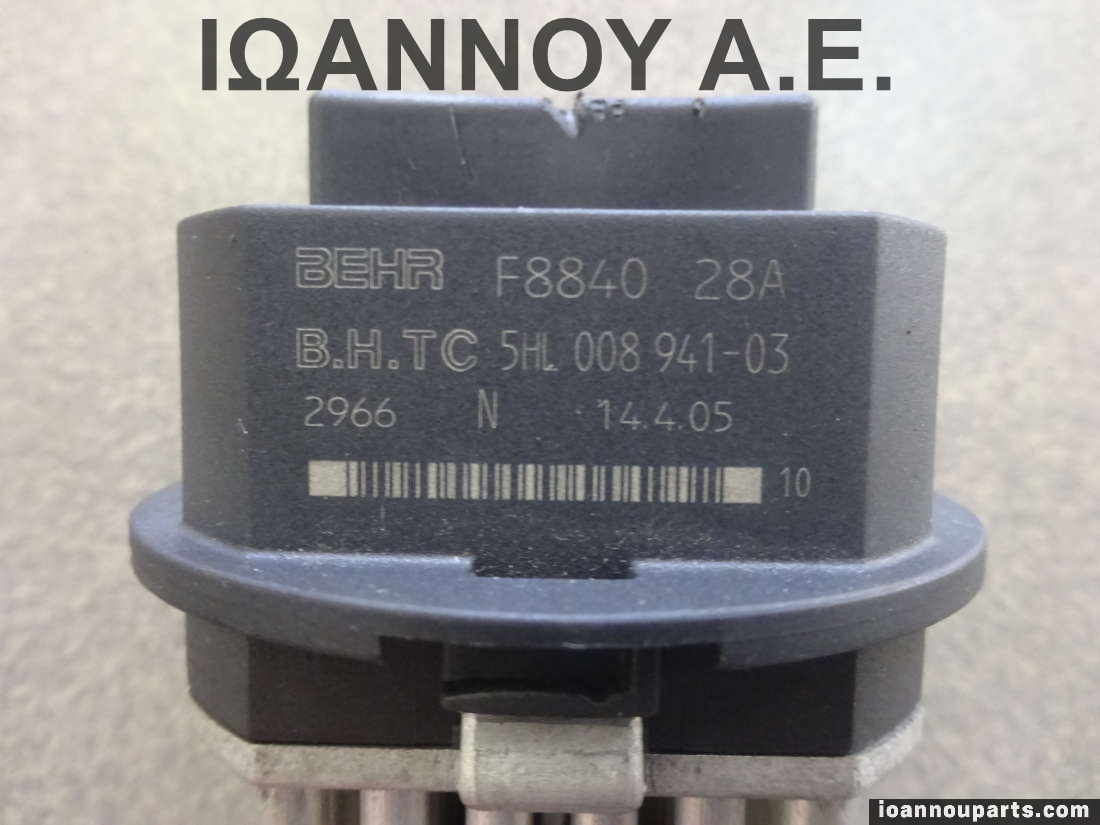 ΙΩΑΝΝΟΥ Α.Ε.
BEHR F8840 28A
B.H.TC 5HL 008 941-03
2966 N 14.4.05
10
ioannouparts.com